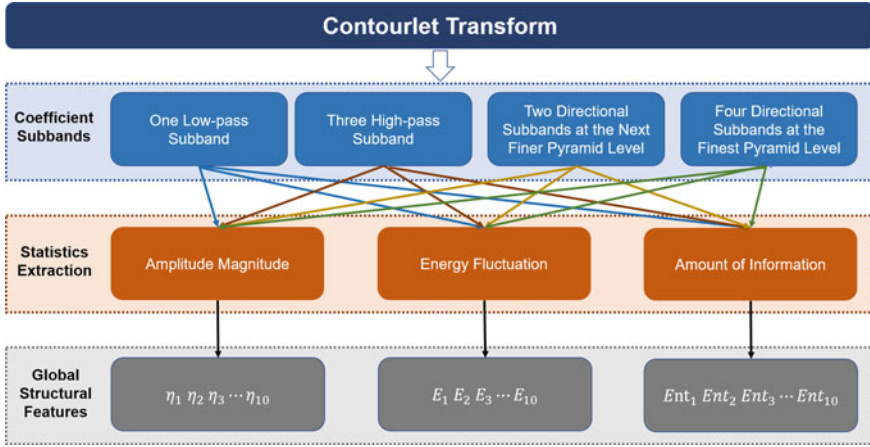 Contourlet Transform
Coefficient
Subbands
One Low-pass
Subband
Three High-pass
Subband
Two Directional
Subbands at the Next
Finer Pyramid Level
Four Directional
Subbands at the
Finest Pyramid Level
Statistics
Extraction
Amplitude Magnitude
Energy Fluctuation
Amount of Information
Global
Structural
Features
η₁ η₂ η₃ ⋯ η₁₀
E₁ E₂ E₃ ⋯ E₁₀
Ent₁ Ent₂ Ent₃ ⋯ Ent₁₀